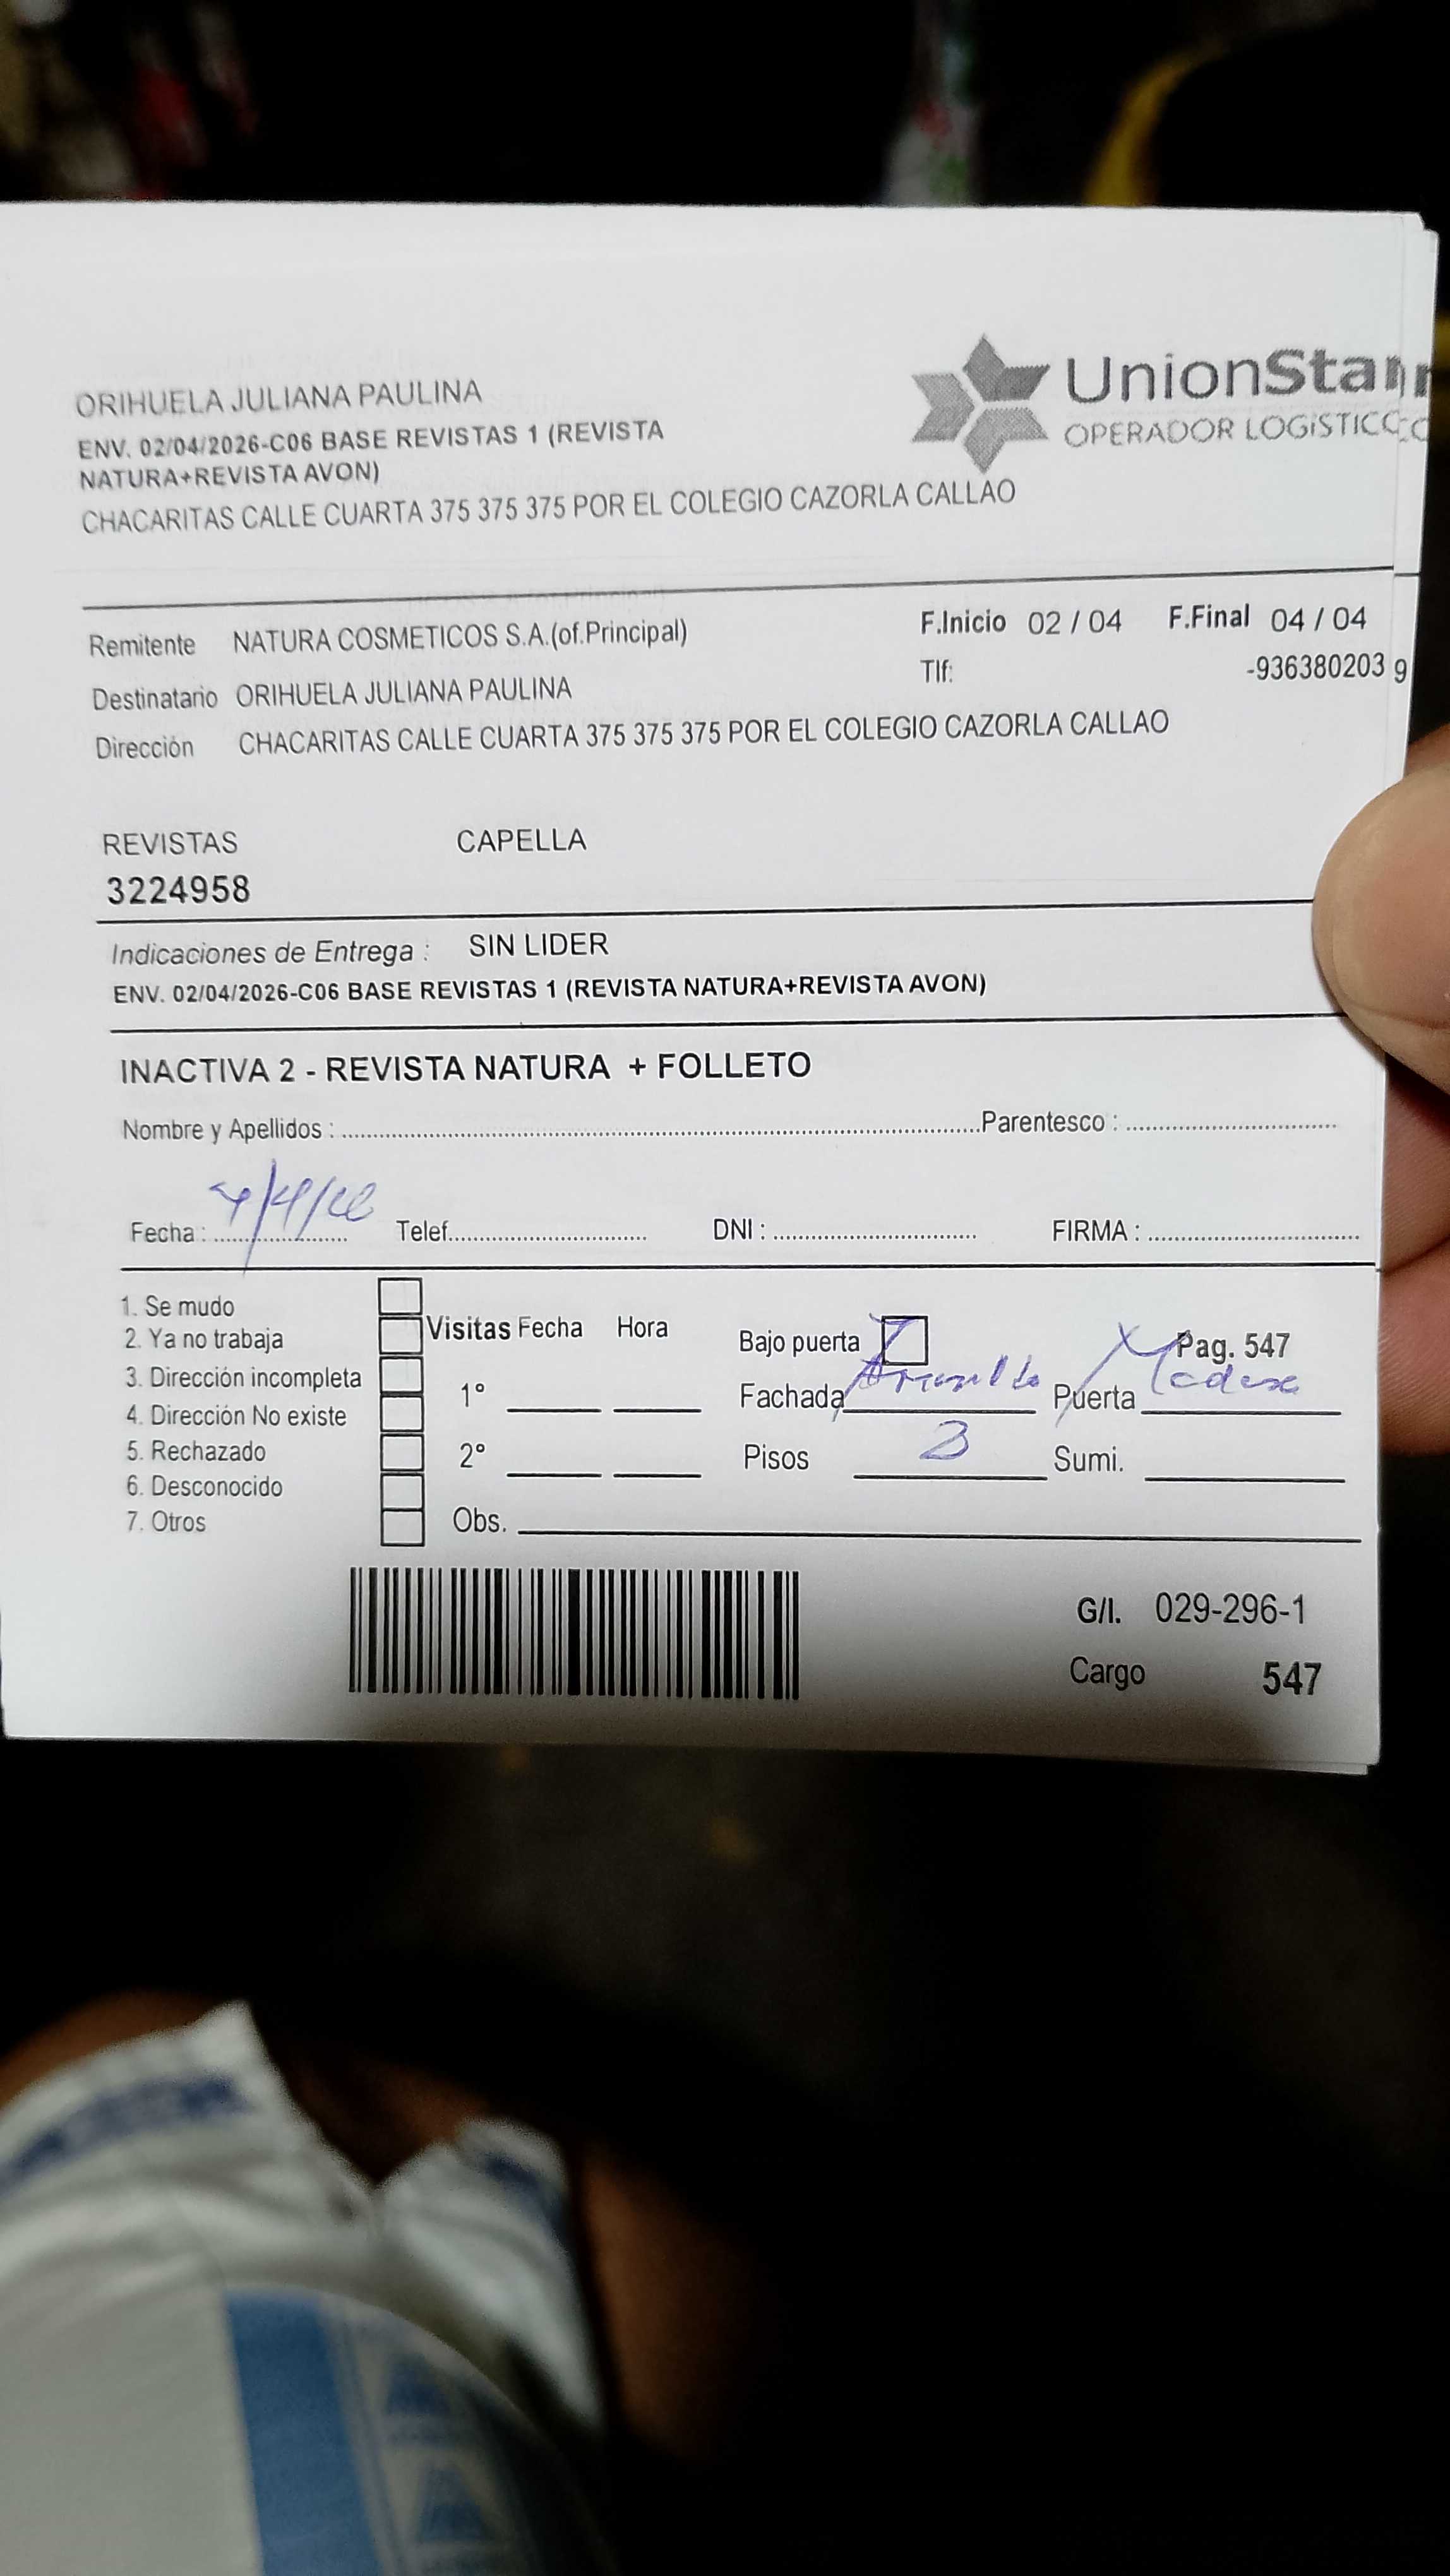 ORIHUELA JULIANA PAULINA
ENV. 02/04/2026-C06 BASE REVISTAS 1 (REVISTA
NATURA+REVISTA AVON)
CHACARITAS CALLE CUARTA 375 375 375 POR EL COLEGIO CAZORLA CALLAO
UnionStar
OPERADOR LOGÍSTICO
Remitente NATURA COSMETICOS S.A.(of.Principal) F.Inicio 02 / 04 F.Final 04 / 04
Tlf: -936380203
Destinatario ORIHUELA JULIANA PAULINA
Dirección CHACARITAS CALLE CUARTA 375 375 375 POR EL COLEGIO CAZORLA CALLAO
REVISTAS CAPELLA
3224958
Indicaciones de Entrega : SIN LIDER
ENV. 02/04/2026-C06 BASE REVISTAS 1 (REVISTA NATURA+REVISTA AVON)
INACTIVA 2 - REVISTA NATURA + FOLLETO
Nombre y Apellidos : Parentesco :
Fecha : Telef. DNI : FIRMA :
1. Se mudo
2. Ya no trabaja
3. Dirección incompleta
4. Dirección No existe
5. Rechazado
6. Desconocido
7. Otros
Visitas Fecha Hora
1°
2°
Obs.
Bajo puerta Pag. 547
Fachada Puerta
Pisos 3 Sumi.
G/I. 029-296-1
Cargo 547